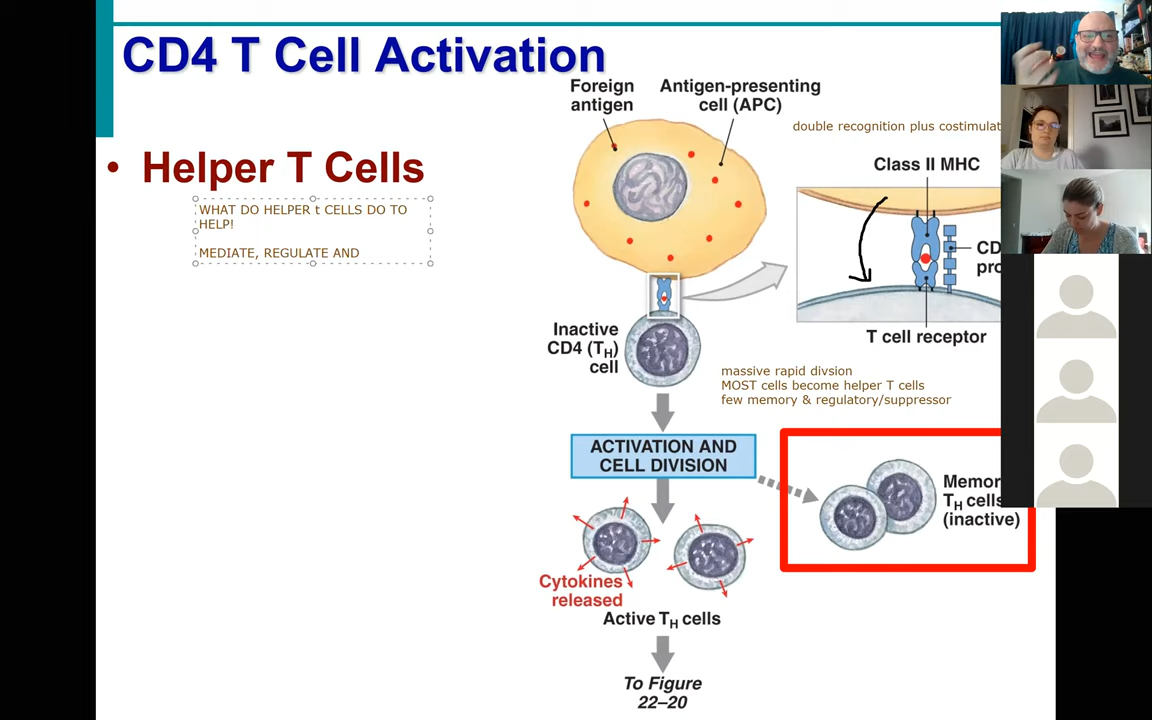 CD4 T Cell Activation
• Helper T Cells
WHAT DO HELPER t CELLS DO TO
HELP!
MEDIATE, REGULATE AND
Foreign
antigen
Antigen-presenting
cell (APC)
double recognition plus costimulat
Class II MHC
CD
pro
T cell receptor
Inactive
CD4 (TH)
cell
massive rapid divsion
MOST cells become helper T cells
few memory & regulatory/suppressor
ACTIVATION AND
CELL DIVISION
Memor
TH cells
(inactive)
Cytokines
released
Active TH cells
To Figure
22–20